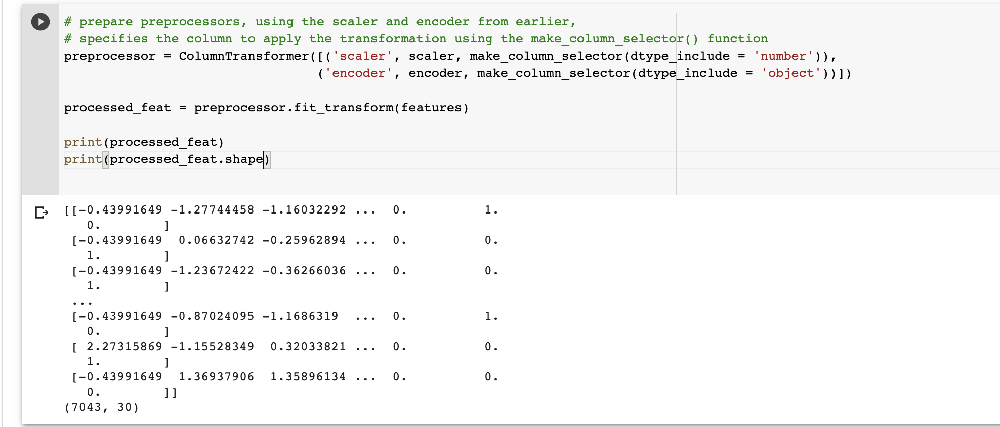 # prepare preprocessors, using the scaler and encoder from earlier,
# specifies the column to apply the transformation using the make_column_selector() function
preprocessor = ColumnTransformer([('scaler', scaler, make_column_selector(dtype_include = 'number')),
('encoder', encoder, make_column_selector(dtype_include = 'object'))])
processed_feat = preprocessor.fit_transform(features)
print(processed_feat)
print(processed_feat.shape)
[[-0.43991649 -1.27744458 -1.16032292 ...  0.          1.
   0.        ]
 [-0.43991649  0.06632742 -0.25962894 ...  0.          0.
   1.        ]
 [-0.43991649 -1.23672422 -0.36266036 ...  0.          0.
   1.        ]
 ...
 [-0.43991649 -0.87024095 -1.1686319  ...  0.          1.
   0.        ]
 [ 2.27315869 -1.15528349  0.32033821 ...  0.          0.
   1.        ]
 [-0.43991649  1.36937906  1.35896134 ...  0.          0.
   0.        ]]
(7043, 30)